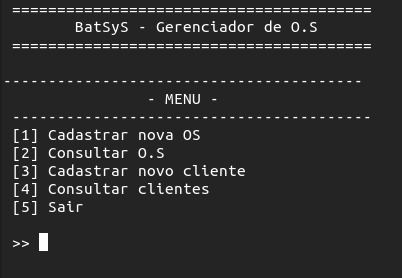 ========================================
BatSyS - Gerenciador de O.S
========================================
----------------------------------------
- MENU -
----------------------------------------
[1] Cadastrar nova OS
[2] Consultar O.S
[3] Cadastrar novo cliente
[4] Consultar clientes
[5] Sair
>>